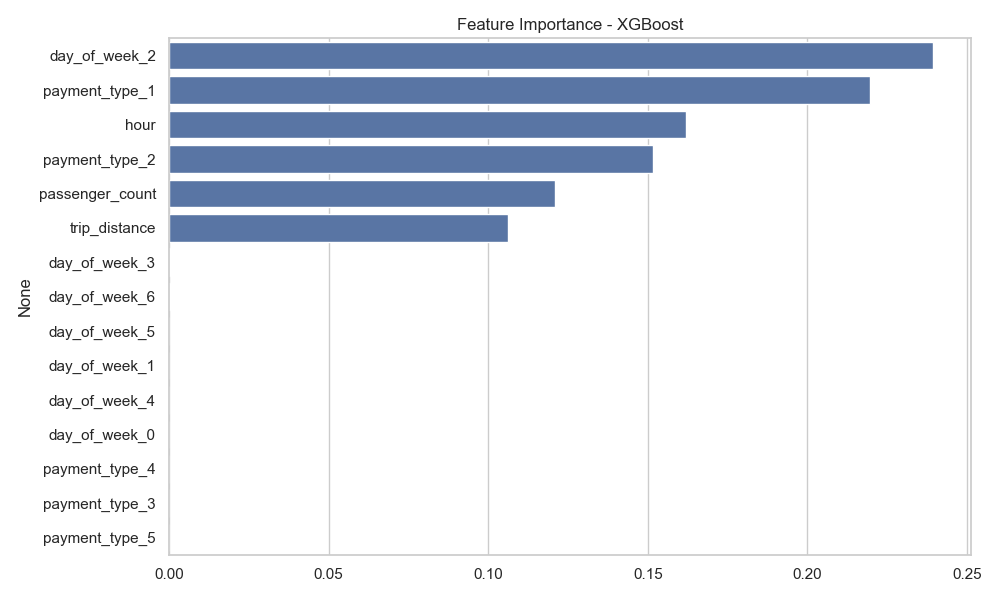 Feature Importance - XGBoost
None
day_of_week_2
payment_type_1
hour
payment_type_2
passenger_count
trip_distance
day_of_week_3
day_of_week_6
day_of_week_5
day_of_week_1
day_of_week_4
day_of_week_0
payment_type_4
payment_type_3
payment_type_5
0.00 0.05 0.10 0.15 0.20 0.25